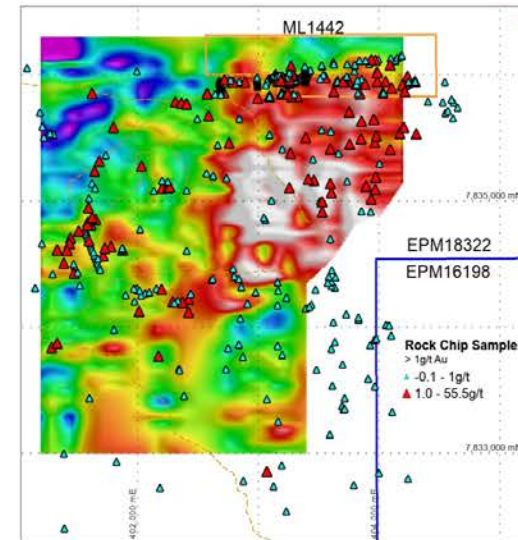 ML1442
7,835,000 mN
EPM18322
EPM16198
Rock Chip Samples
> 1g/t Au
-0.1 - 1g/t
1.0 - 55.5g/t
7,833,000 mN
402,000 mE
404,000 mE